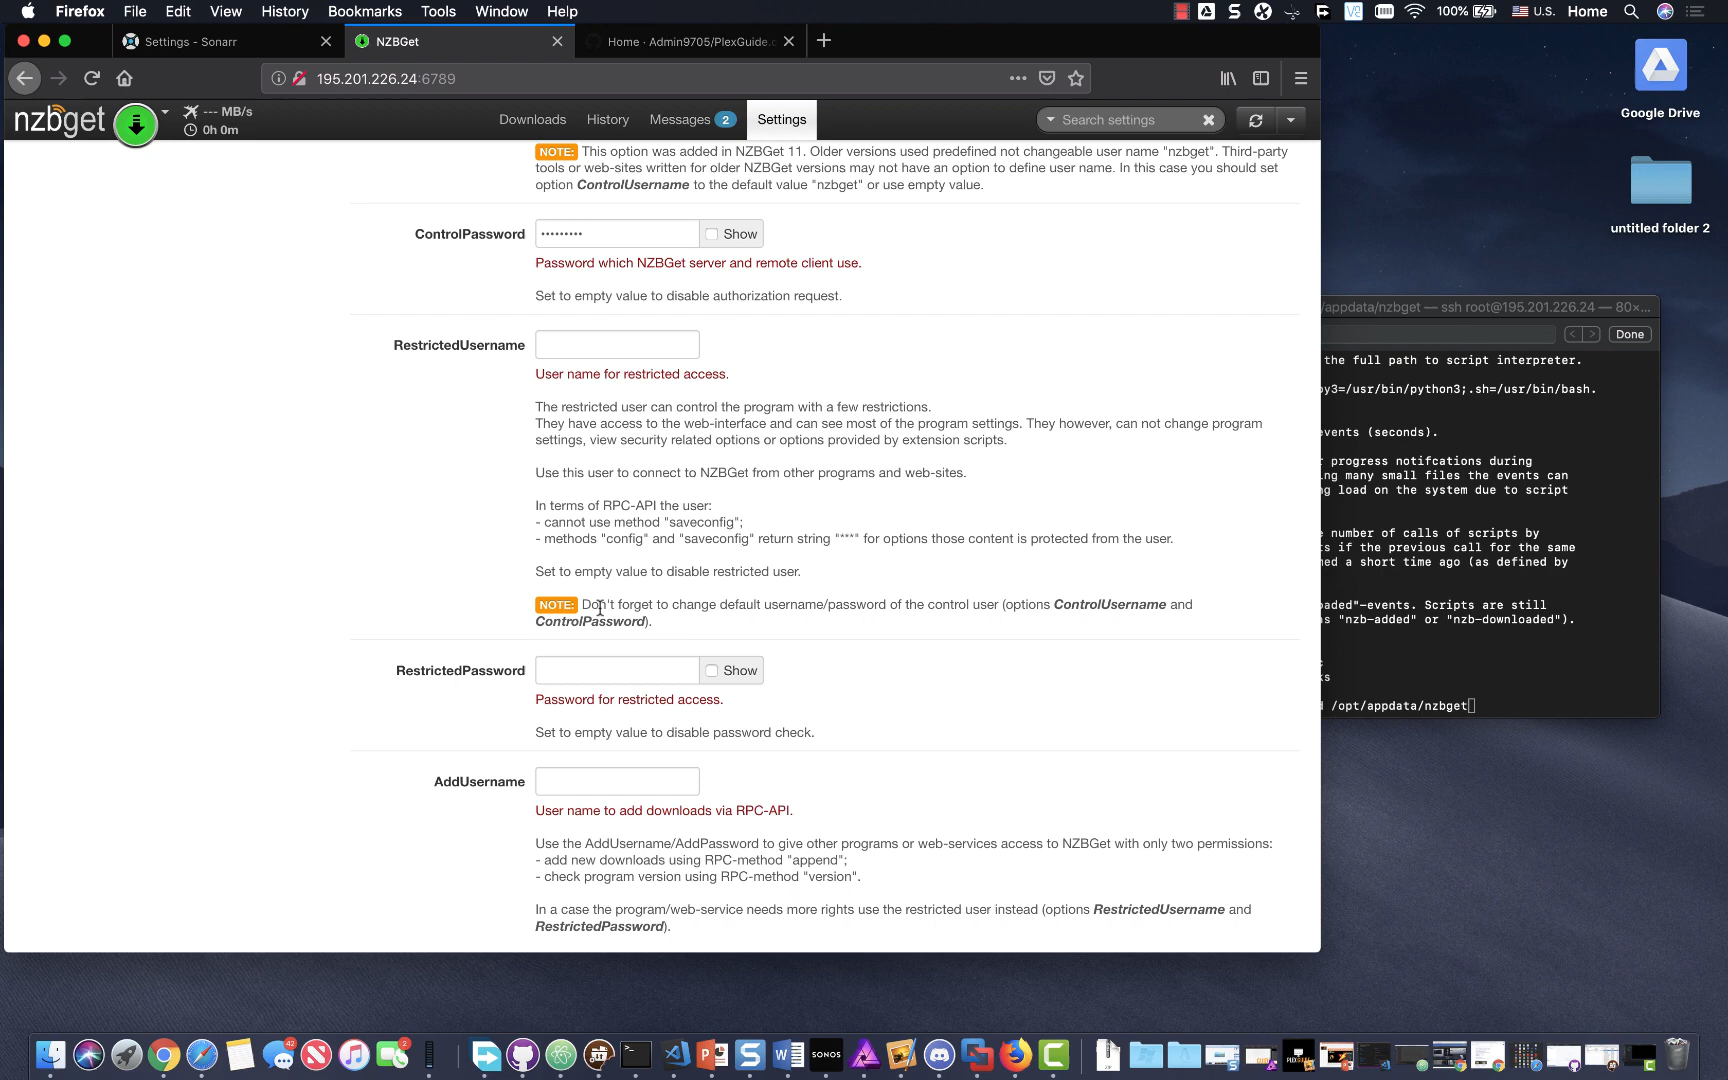 Firefox File Edit View History Bookmarks Tools Window Help
100% U.S. Home
Settings - Sonarr
NZBGet
Home · Admin9705/PlexGuide.c
195.201.226.24:6789
nzbget
--- MB/s
0h 0m
Downloads History Messages 2 Settings
Search settings
NOTE: This option was added in NZBGet 11. Older versions used predefined not changeable user name "nzbget". Third-party
tools or web-sites written for older NZBGet versions may not have an option to define user name. In this case you should set
option ControlUsername to the default value "nzbget" or use empty value.
ControlPassword ••••••••• Show
Password which NZBGet server and remote client use.
Set to empty value to disable authorization request.
RestrictedUsername
User name for restricted access.
The restricted user can control the program with a few restrictions.
They have access to the web-interface and can see most of the program settings. They however, can not change program
settings, view security related options or options provided by extension scripts.
Use this user to connect to NZBGet from other programs and web-sites.
In terms of RPC-API the user:
- cannot use method "saveconfig";
- methods "config" and "saveconfig" return string "***" for options those content is protected from the user.
Set to empty value to disable restricted user.
NOTE: Don't forget to change default username/password of the control user (options ControlUsername and
ControlPassword).
RestrictedPassword Show
Password for restricted access.
Set to empty value to disable password check.
AddUsername
User name to add downloads via RPC-API.
Use the AddUsername/AddPassword to give other programs or web-services access to NZBGet with only two permissions:
- add new downloads using RPC-method "append";
- check program version using RPC-method "version".
In a case the program/web-service needs more rights use the restricted user instead (options RestrictedUsername and
RestrictedPassword).
Google Drive
untitled folder 2
/appdata/nzbget — ssh root@195.201.226.24 — 80×...
Done
the full path to script interpreter.
py3=/usr/bin/python3;.sh=/usr/bin/bash.
events (seconds).
r progress notifcations during
ing many small files the events can
ng load on the system due to script
e number of calls of scripts by
ts if the previous call for the same
med a short time ago (as defined by
oaded"-events. Scripts are still
as "nzb-added" or "nzb-downloaded").
c
ks
d /opt/appdata/nzbget
42
2
SONOS